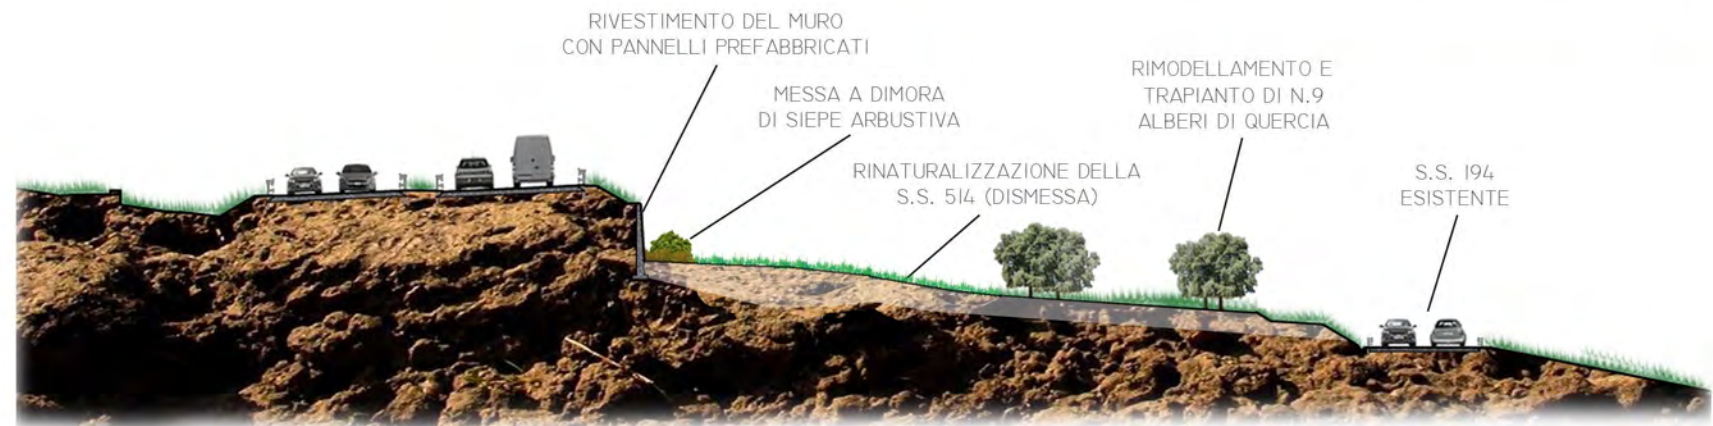 RIVESTIMENTO DEL MURO
CON PANNELLI PREFABBRICATI
MESSA A DIMORA
DI SIEPE ARBUSTIVA
RINATURALIZZAZIONE DELLA
S.S. 514 (DISMESSA)
RIMODELLAMENTO E
TRAPIANTO DI N.9
ALBERI DI QUERCIA
S.S. 194
ESISTENTE